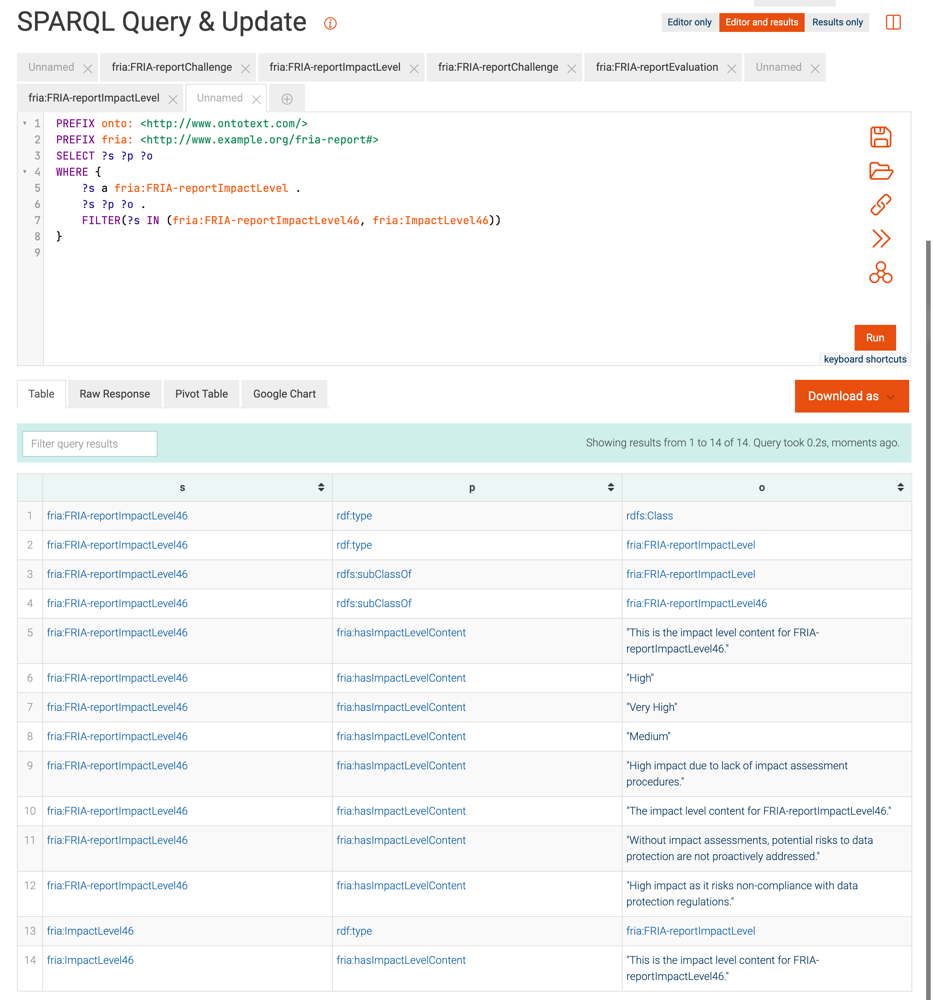 SPARQL Query & Update
Editor only Editor and results Results only
Unnamed fria:FRIA-reportChallenge fria:FRIA-reportImpactLevel fria:FRIA-reportChallenge fria:FRIA-reportEvaluation Unnamed
fria:FRIA-reportImpactLevel Unnamed
1 PREFIX onto: <http://www.ontotext.com/>
2 PREFIX fria: <http://www.example.org/fria-report#>
3 SELECT ?s ?p ?o
4 WHERE {
5 ?s a fria:FRIA-reportImpactLevel .
6 ?s ?p ?o .
7 FILTER(?s IN (fria:FRIA-reportImpactLevel46, fria:ImpactLevel46))
8 }
9
Run
keyboard shortcuts
Table Raw Response Pivot Table Google Chart Download as
Filter query results Showing results from 1 to 14 of 14. Query took 0.2s, moments ago.
s p o
1 fria:FRIA-reportImpactLevel46 rdf:type rdfs:Class
2 fria:FRIA-reportImpactLevel46 rdf:type fria:FRIA-reportImpactLevel
3 fria:FRIA-reportImpactLevel46 rdfs:subClassOf fria:FRIA-reportImpactLevel
4 fria:FRIA-reportImpactLevel46 rdfs:subClassOf fria:FRIA-reportImpactLevel46
5 fria:FRIA-reportImpactLevel46 fria:hasImpactLevelContent "This is the impact level content for FRIA-
reportImpactLevel46."
6 fria:FRIA-reportImpactLevel46 fria:hasImpactLevelContent "High"
7 fria:FRIA-reportImpactLevel46 fria:hasImpactLevelContent "Very High"
8 fria:FRIA-reportImpactLevel46 fria:hasImpactLevelContent "Medium"
9 fria:FRIA-reportImpactLevel46 fria:hasImpactLevelContent "High impact due to lack of impact assessment
procedures."
10 fria:FRIA-reportImpactLevel46 fria:hasImpactLevelContent "The impact level content for FRIA-reportImpactLevel46."
11 fria:FRIA-reportImpactLevel46 fria:hasImpactLevelContent "Without impact assessments, potential risks to data
protection are not proactively addressed."
12 fria:FRIA-reportImpactLevel46 fria:hasImpactLevelContent "High impact as it risks non-compliance with data
protection regulations."
13 fria:ImpactLevel46 rdf:type fria:FRIA-reportImpactLevel
14 fria:ImpactLevel46 fria:hasImpactLevelContent "This is the impact level content for FRIA-
reportImpactLevel46."